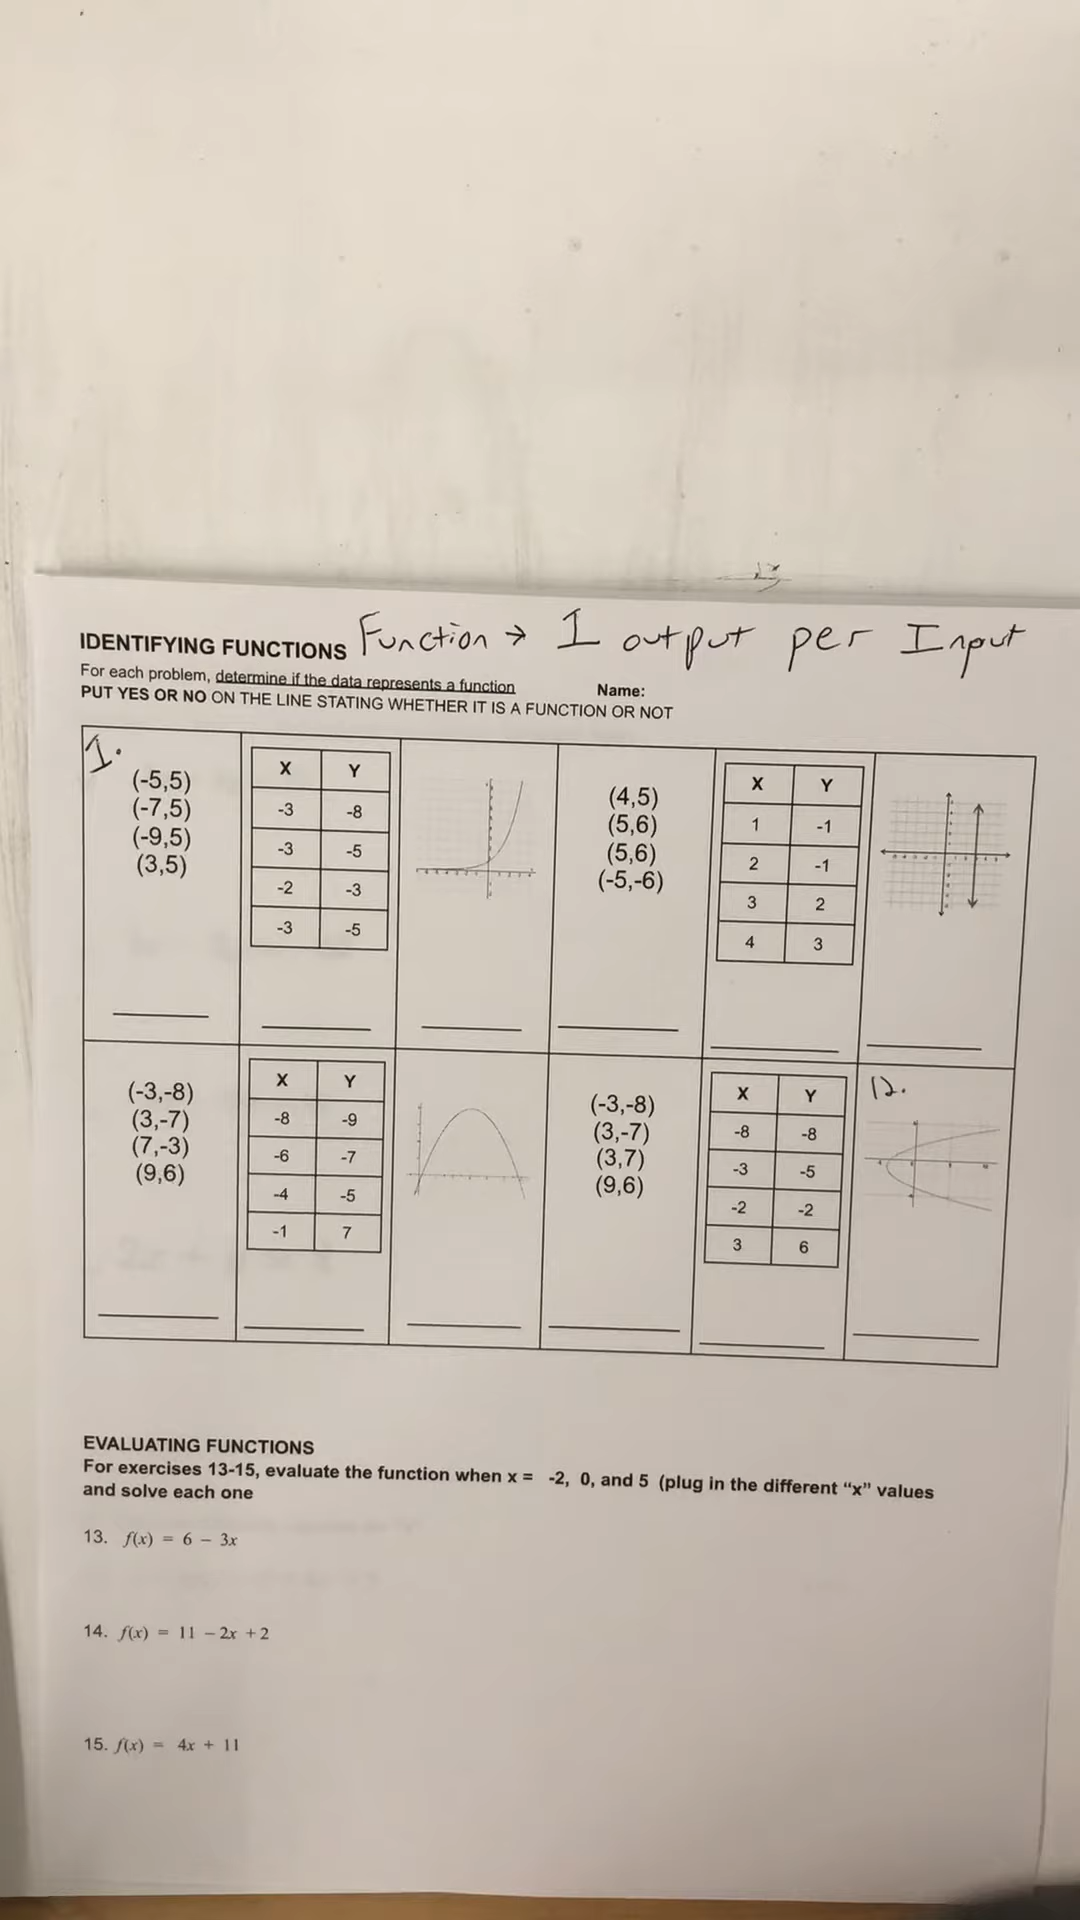 IDENTIFYING FUNCTIONS Function → 1 output per Input
For each problem, determine if the data represents a function Name:
PUT YES OR NO ON THE LINE STATING WHETHER IT IS A FUNCTION OR NOT
1.
(-5,5)
(-7,5)
(-9,5)
(3,5)
X Y
-3 -8
-3 -5
-2 -3
-3 -5
(4,5)
(5,6)
(5,6)
(-5,-6)
X Y
1 -1
2 -1
3 2
4 3
(-3,-8)
(3,-7)
(7,-3)
(9,6)
X Y
-8 -9
-6 -7
-4 -5
-1 7
(-3,-8)
(3,-7)
(3,7)
(9,6)
X Y
-8 -8
-3 -5
-2 -2
3 6
12.
EVALUATING FUNCTIONS
For exercises 13-15, evaluate the function when x = -2, 0, and 5 (plug in the different “x” values
and solve each one
13. f(x) = 6 – 3x
14. f(x) = 11 – 2x + 2
15. f(x) = 4x + 11